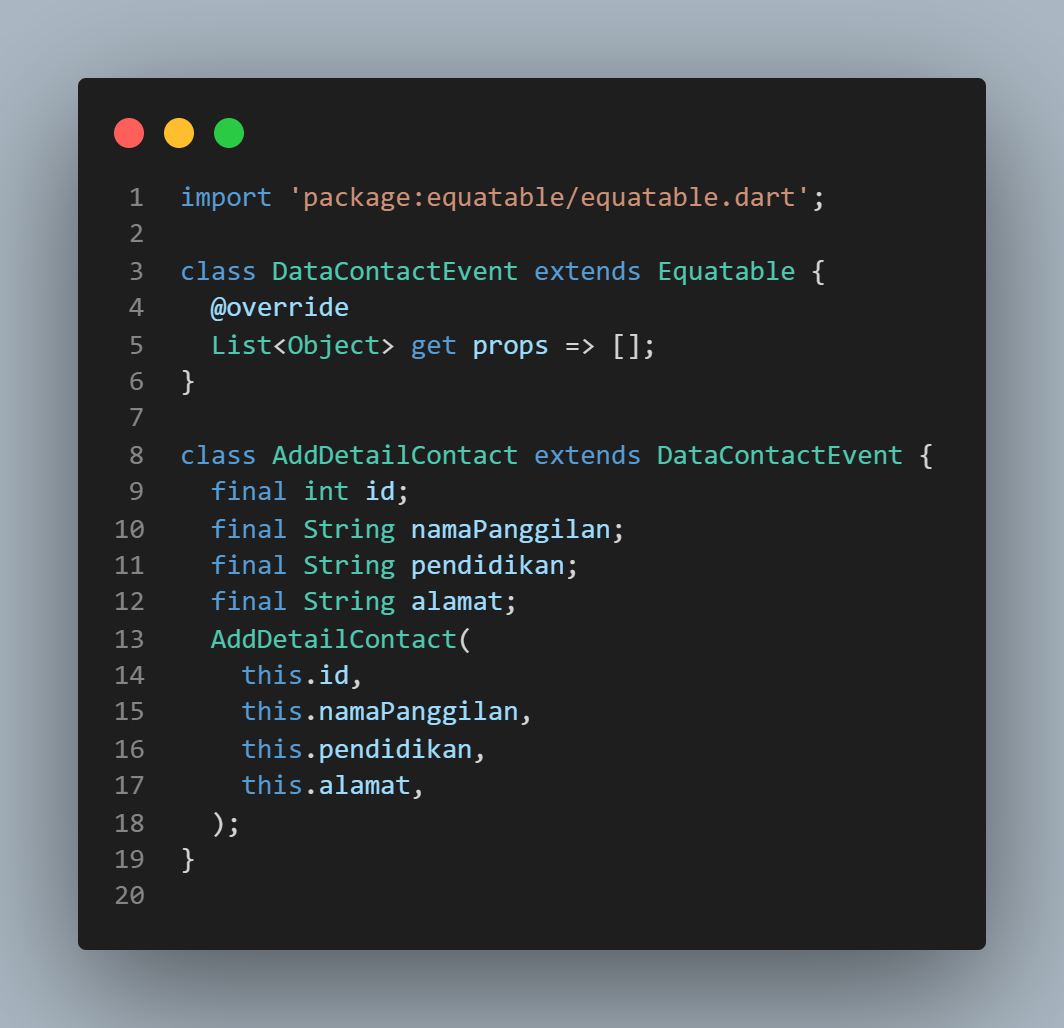 1 import 'package:equatable/equatable.dart';
2
3 class DataContactEvent extends Equatable {
4   @override
5   List<Object> get props => [];
6 }
7
8 class AddDetailContact extends DataContactEvent {
9   final int id;
10   final String namaPanggilan;
11   final String pendidikan;
12   final String alamat;
13   AddDetailContact(
14     this.id,
15     this.namaPanggilan,
16     this.pendidikan,
17     this.alamat,
18   );
19 }
20